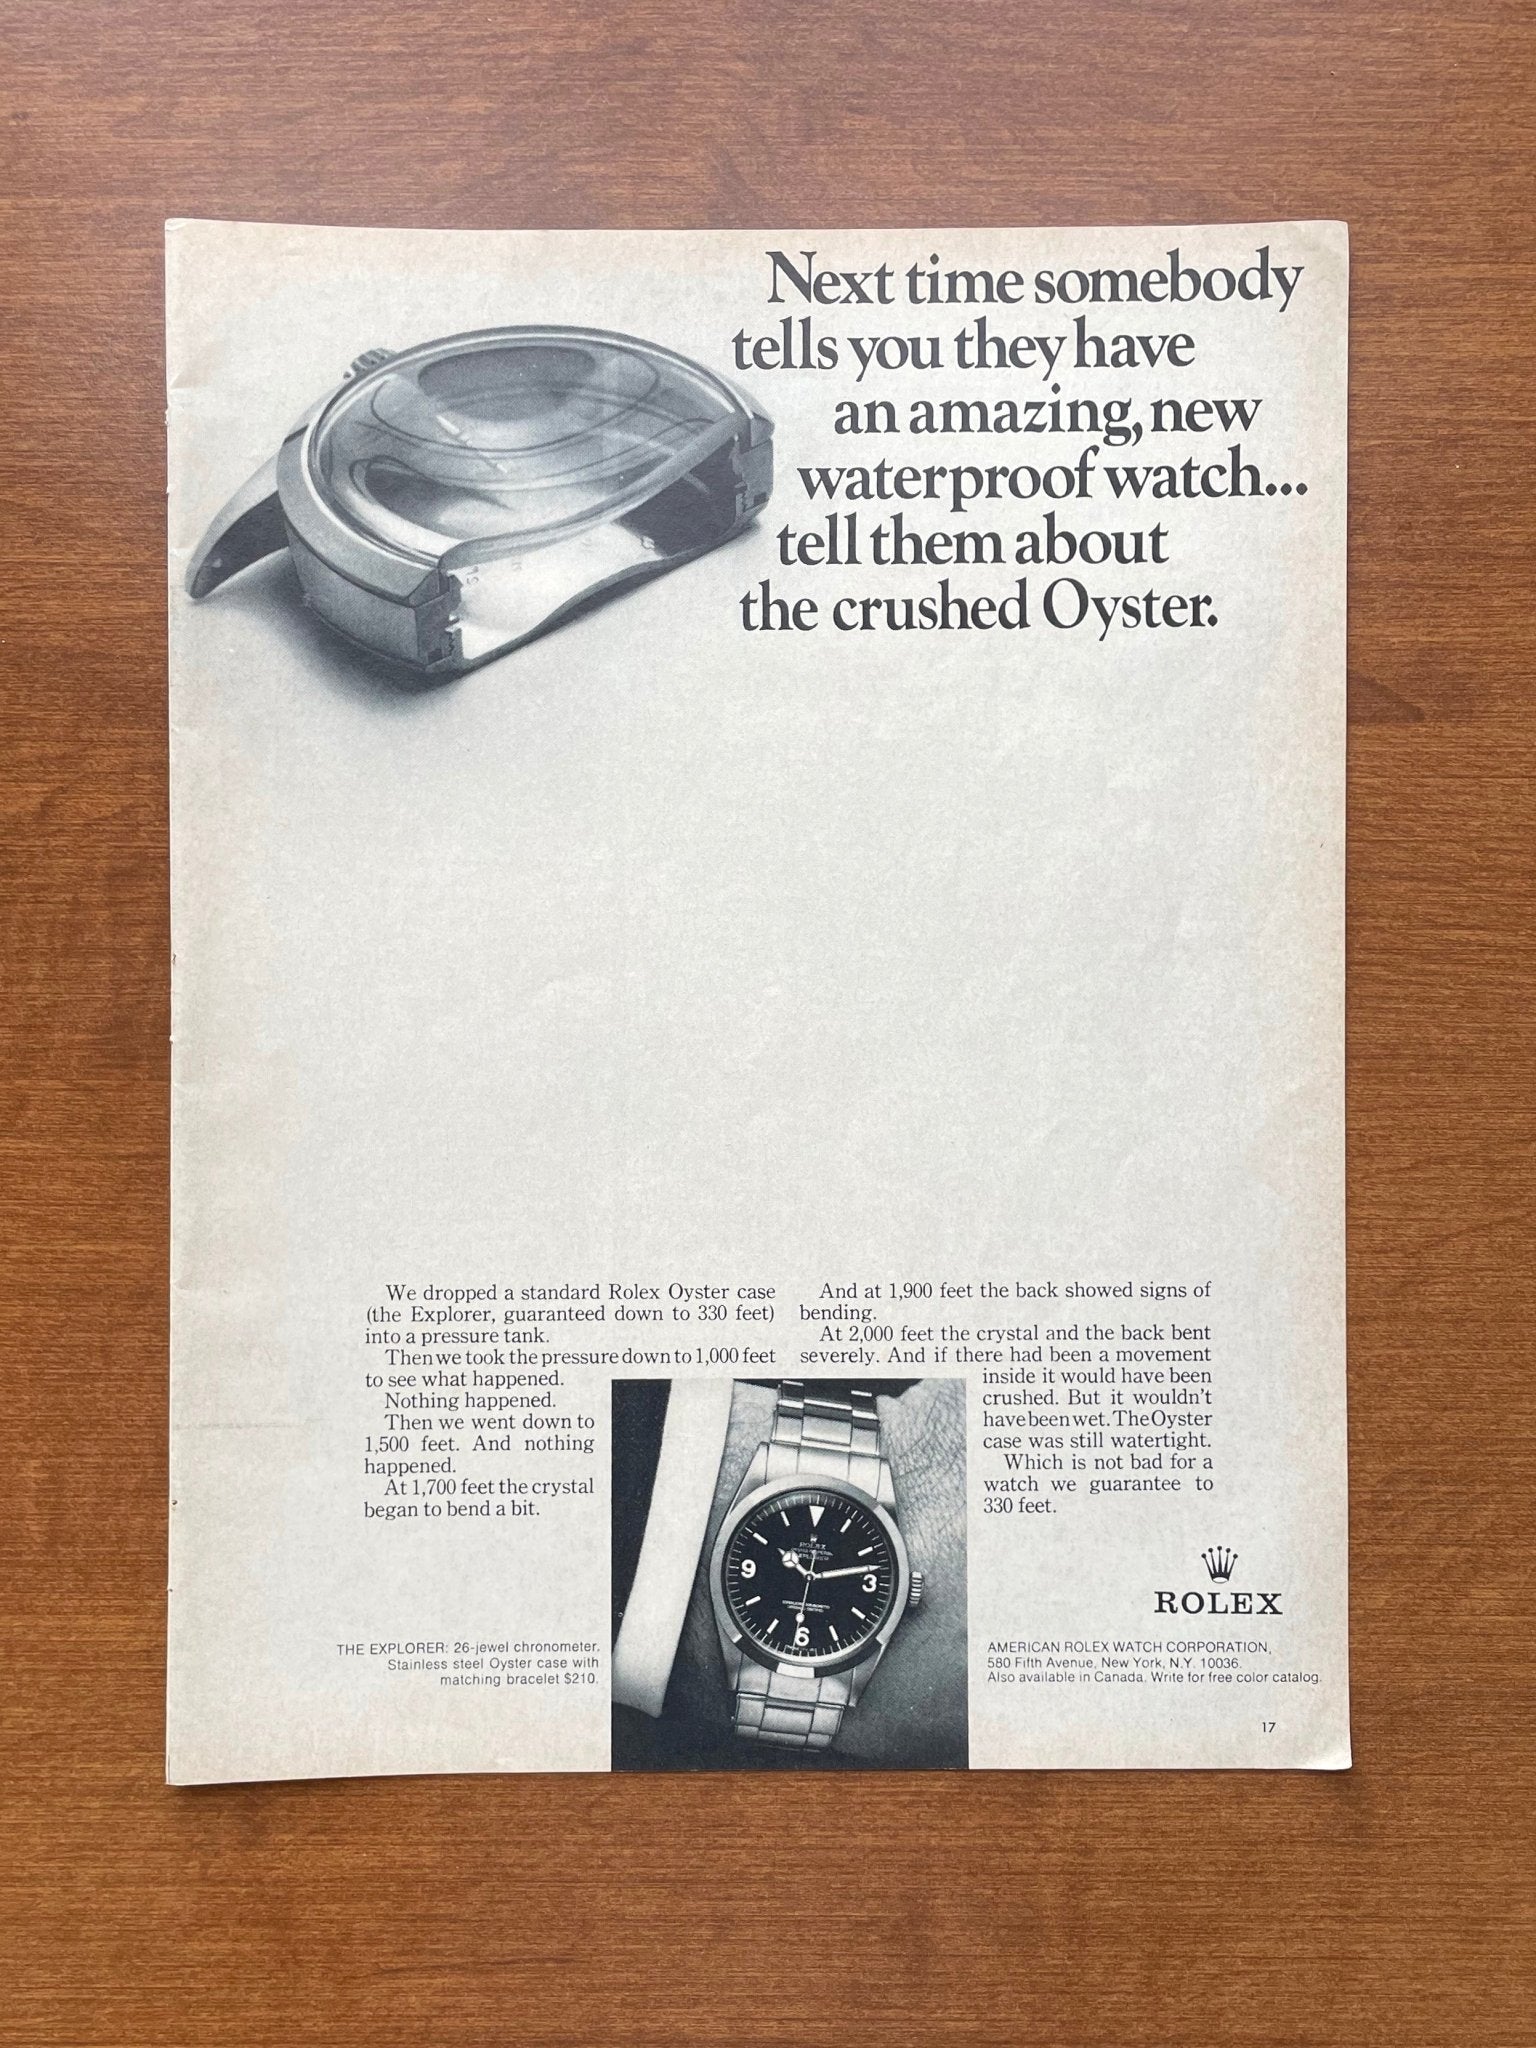 Next time somebody
tells you they have
an amazing, new
waterproof watch...
tell them about
the crushed Oyster.
We dropped a standard Rolex Oyster case
(the Explorer, guaranteed down to 330 feet)
into a pressure tank.
Then we took the pressure down to 1,000 feet
to see what happened.
Nothing happened.
Then we went down to
1,500 feet. And nothing
happened.
At 1,700 feet the crystal
began to bend a bit.
And at 1,900 feet the back showed signs of
bending.
At 2,000 feet the crystal and the back bent
severely. And if there had been a movement
inside it would have been
crushed. But it wouldn't
have been wet. The Oyster
case was still watertight.
Which is not bad for a
watch we guarantee to
330 feet.
ROLEX
EXPLORER
9
3
6
ROLEX
THE EXPLORER: 26-jewel chronometer.
Stainless steel Oyster case with
matching bracelet $210.
AMERICAN ROLEX WATCH CORPORATION,
580 Fifth Avenue, New York, N.Y. 10036.
Also available in Canada. Write for free color catalog.
17